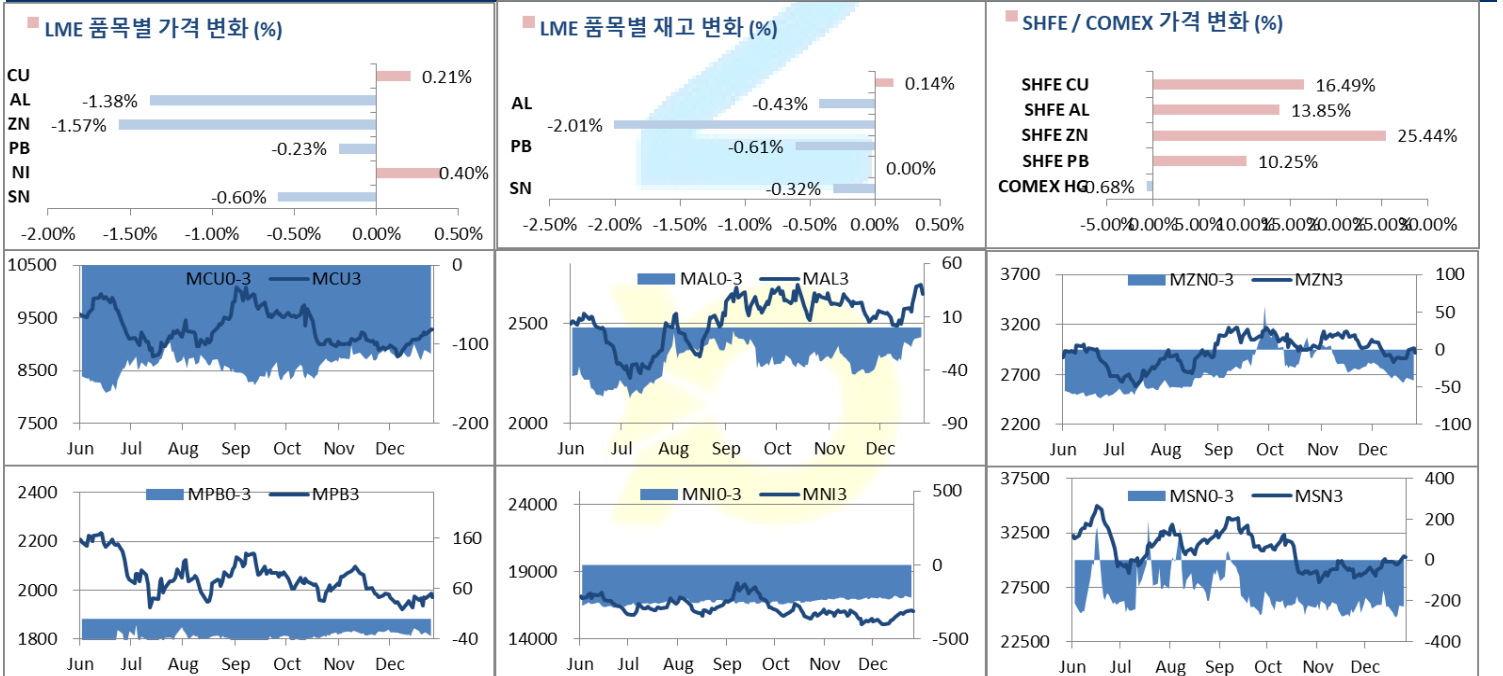 LME 품목별 가격 변화 (%)
CU
0.21%
AL
-1.38%
ZN
-1.57%
PB
-0.23%
NI
0.40%
SN
-0.60%
-2.00% -1.50% -1.00% -0.50% 0.00% 0.50%
LME 품목별 재고 변화 (%)
0.14%
AL
-0.43%
-2.01%
PB
-0.61%
0.00%
SN
-0.32%
-2.50% -2.00% -1.50% -1.00% -0.50% 0.00% 0.50%
SHFE / COMEX 가격 변화 (%)
SHFE CU
16.49%
SHFE AL
13.85%
SHFE ZN
25.44%
SHFE PB
10.25%
COMEX HG
-0.68%
-5.00% 0.00% 5.00% 10.00% 15.00% 20.00% 25.00% 30.00%
MCU0-3 MCU3
10500
9500
8500
7500
0
-100
-200
Jun Jul Aug Sep Oct Nov Dec
MAL0-3 MAL3
2500
2000
60
10
-40
-90
Jun Jul Aug Sep Oct Nov Dec
MZN0-3 MZN3
3700
3200
2700
2200
100
50
0
-50
-100
Jun Jul Aug Sep Oct Nov Dec
MPB0-3 MPB3
2400
2200
2000
1800
160
60
-40
Jun Jul Aug Sep Oct Nov Dec
MNI0-3 MNI3
24000
19000
14000
500
0
-500
Jun Jul Aug Sep Oct Nov Dec
MSN0-3 MSN3
37500
32500
27500
22500
400
200
0
-200
-400
Jun Jul Aug Sep Oct Nov Dec